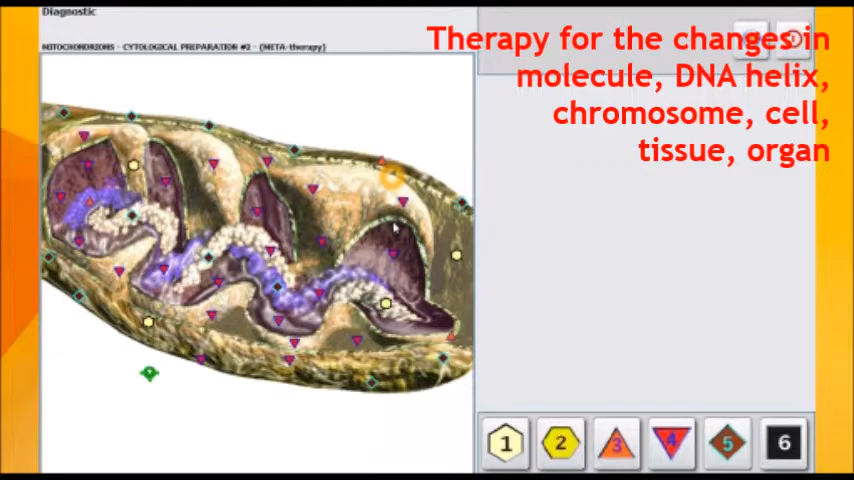 Diagnostic
MITOCHONDRIONS - CYTOLOGICAL PREPARATION #2 - (META-therapy)
Therapy for the changes in
molecule, DNA helix,
chromosome, cell,
tissue, organ
1 2 3 4 5 6